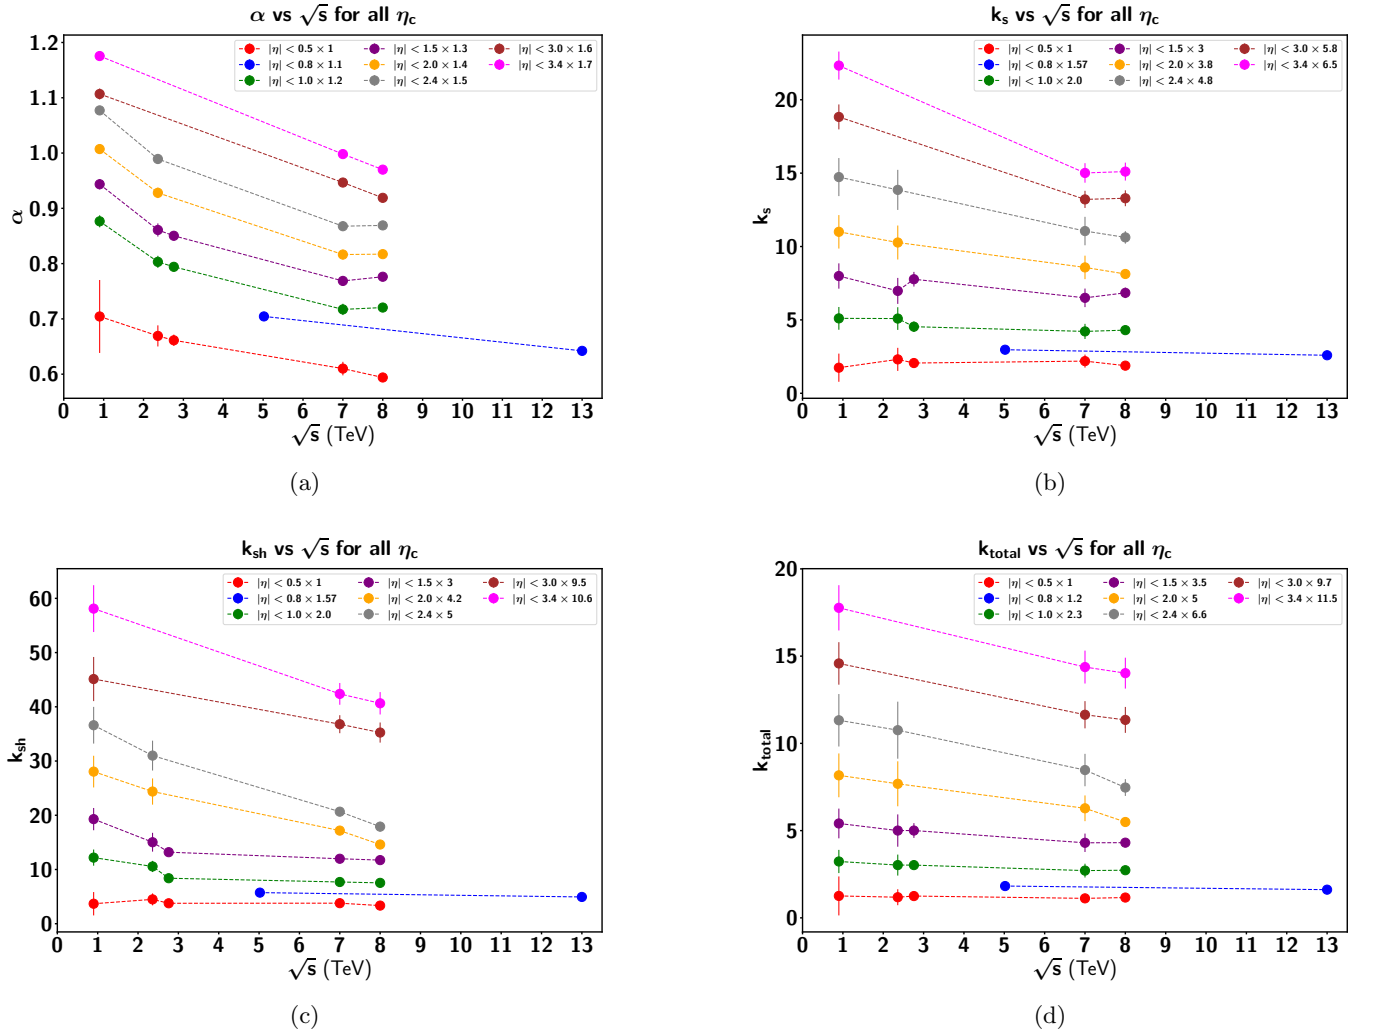 α vs √s for all ηc
|η| < 0.5 × 1
|η| < 0.8 × 1.1
|η| < 1.0 × 1.2
|η| < 1.5 × 1.3
|η| < 2.0 × 1.4
|η| < 2.4 × 1.5
|η| < 3.0 × 1.6
|η| < 3.4 × 1.7
1.2
1.1
1.0
0.9
0.8
0.7
0.6
α
0 1 2 3 4 5 6 7 8 9 10 11 12 13
√s (TeV)
(a)
ks vs √s for all ηc
|η| < 0.5 × 1
|η| < 0.8 × 1.57
|η| < 1.0 × 2.0
|η| < 1.5 × 3
|η| < 2.0 × 3.8
|η| < 2.4 × 4.8
|η| < 3.0 × 5.8
|η| < 3.4 × 6.5
20
15
10
5
0
ks
0 1 2 3 4 5 6 7 8 9 10 11 12 13
√s (TeV)
(b)
ksh vs √s for all ηc
|η| < 0.5 × 1
|η| < 0.8 × 1.57
|η| < 1.0 × 2.0
|η| < 1.5 × 3
|η| < 2.0 × 4.2
|η| < 2.4 × 5
|η| < 3.0 × 9.5
|η| < 3.4 × 10.6
60
50
40
30
20
10
0
ksh
0 1 2 3 4 5 6 7 8 9 10 11 12 13
√s (TeV)
(c)
ktotal vs √s for all ηc
|η| < 0.5 × 1
|η| < 0.8 × 1.2
|η| < 1.0 × 2.3
|η| < 1.5 × 3.5
|η| < 2.0 × 5
|η| < 2.4 × 6.6
|η| < 3.0 × 9.7
|η| < 3.4 × 11.5
20
15
10
5
0
ktotal
0 1 2 3 4 5 6 7 8 9 10 11 12 13
√s (TeV)
(d)